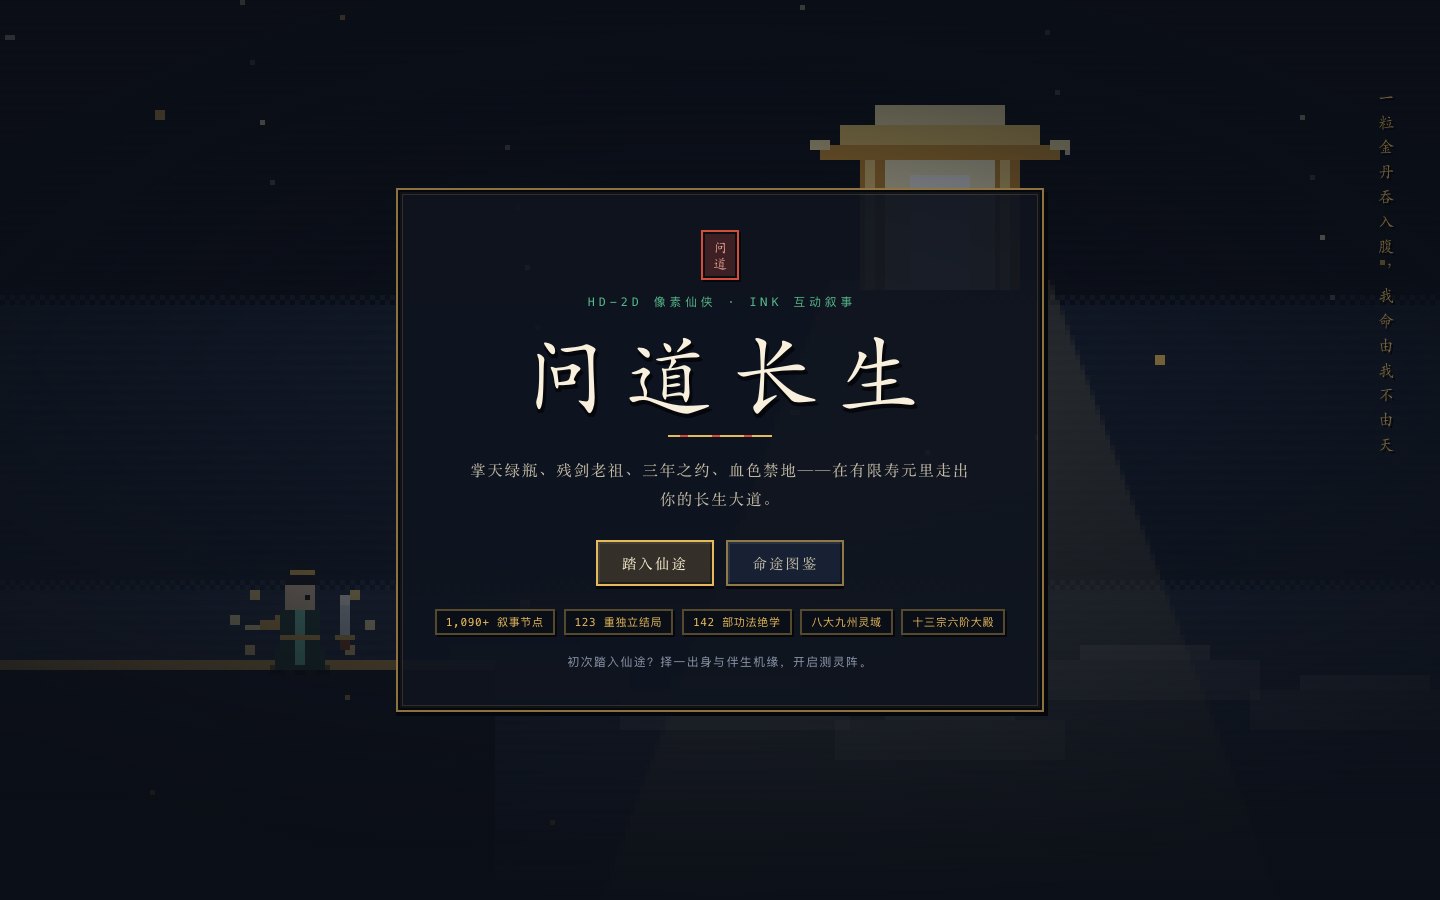 问
道
HD-2D 像素仙侠 · INK 互动叙事
问道长生
掌天绿瓶、残剑老祖、三年之约、血色禁地——在有限寿元里走出
你的长生大道。
踏入仙途
命途图鉴
1,090+ 叙事节点
123 重独立结局
142 部功法绝学
八大九州灵域
十三宗六阶大殿
初次踏入仙途？择一出身与伴生机缘，开启测灵阵。
一粒金丹吞入腹，我命由我不由天